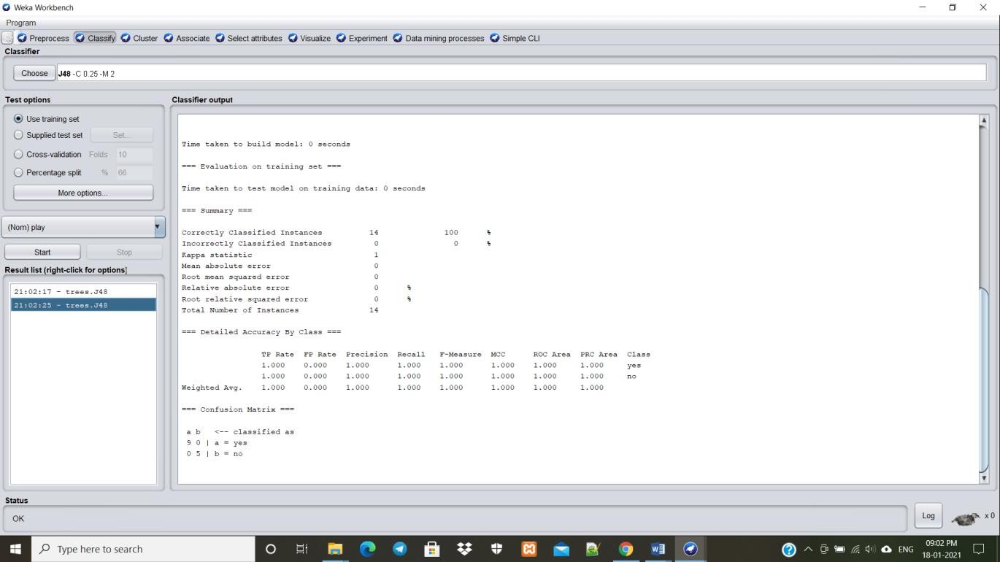 Weka Workbench
Program
Preprocess Classify Cluster Associate Select attributes Visualize Experiment Data mining processes Simple CLI
Classifier
Choose J48 -C 0.25 -M 2
Test options
Use training set
Supplied test set Set...
Cross-validation Folds 10
Percentage split % 66
More options...
(Nom) play
Start Stop
Result list (right-click for options)
21:02:17 - trees.J48
21:02:25 - trees.J48
Classifier output
Time taken to build model: 0 seconds
=== Evaluation on training set ===
Time taken to test model on training data: 0 seconds
=== Summary ===
Correctly Classified Instances 14 100 %
Incorrectly Classified Instances 0 0 %
Kappa statistic 1
Mean absolute error 0
Root mean squared error 0
Relative absolute error 0 %
Root relative squared error 0 %
Total Number of Instances 14
=== Detailed Accuracy By Class ===
TP Rate FP Rate Precision Recall F-Measure MCC ROC Area PRC Area Class
1.000 0.000 1.000 1.000 1.000 1.000 1.000 1.000 yes
1.000 0.000 1.000 1.000 1.000 1.000 1.000 1.000 no
Weighted Avg. 1.000 0.000 1.000 1.000 1.000 1.000 1.000 1.000
=== Confusion Matrix ===
a b <-- classified as
9 0 | a = yes
0 5 | b = no
Status
OK
Log x 0
Type here to search
ENG
09:02 PM
18-01-2021